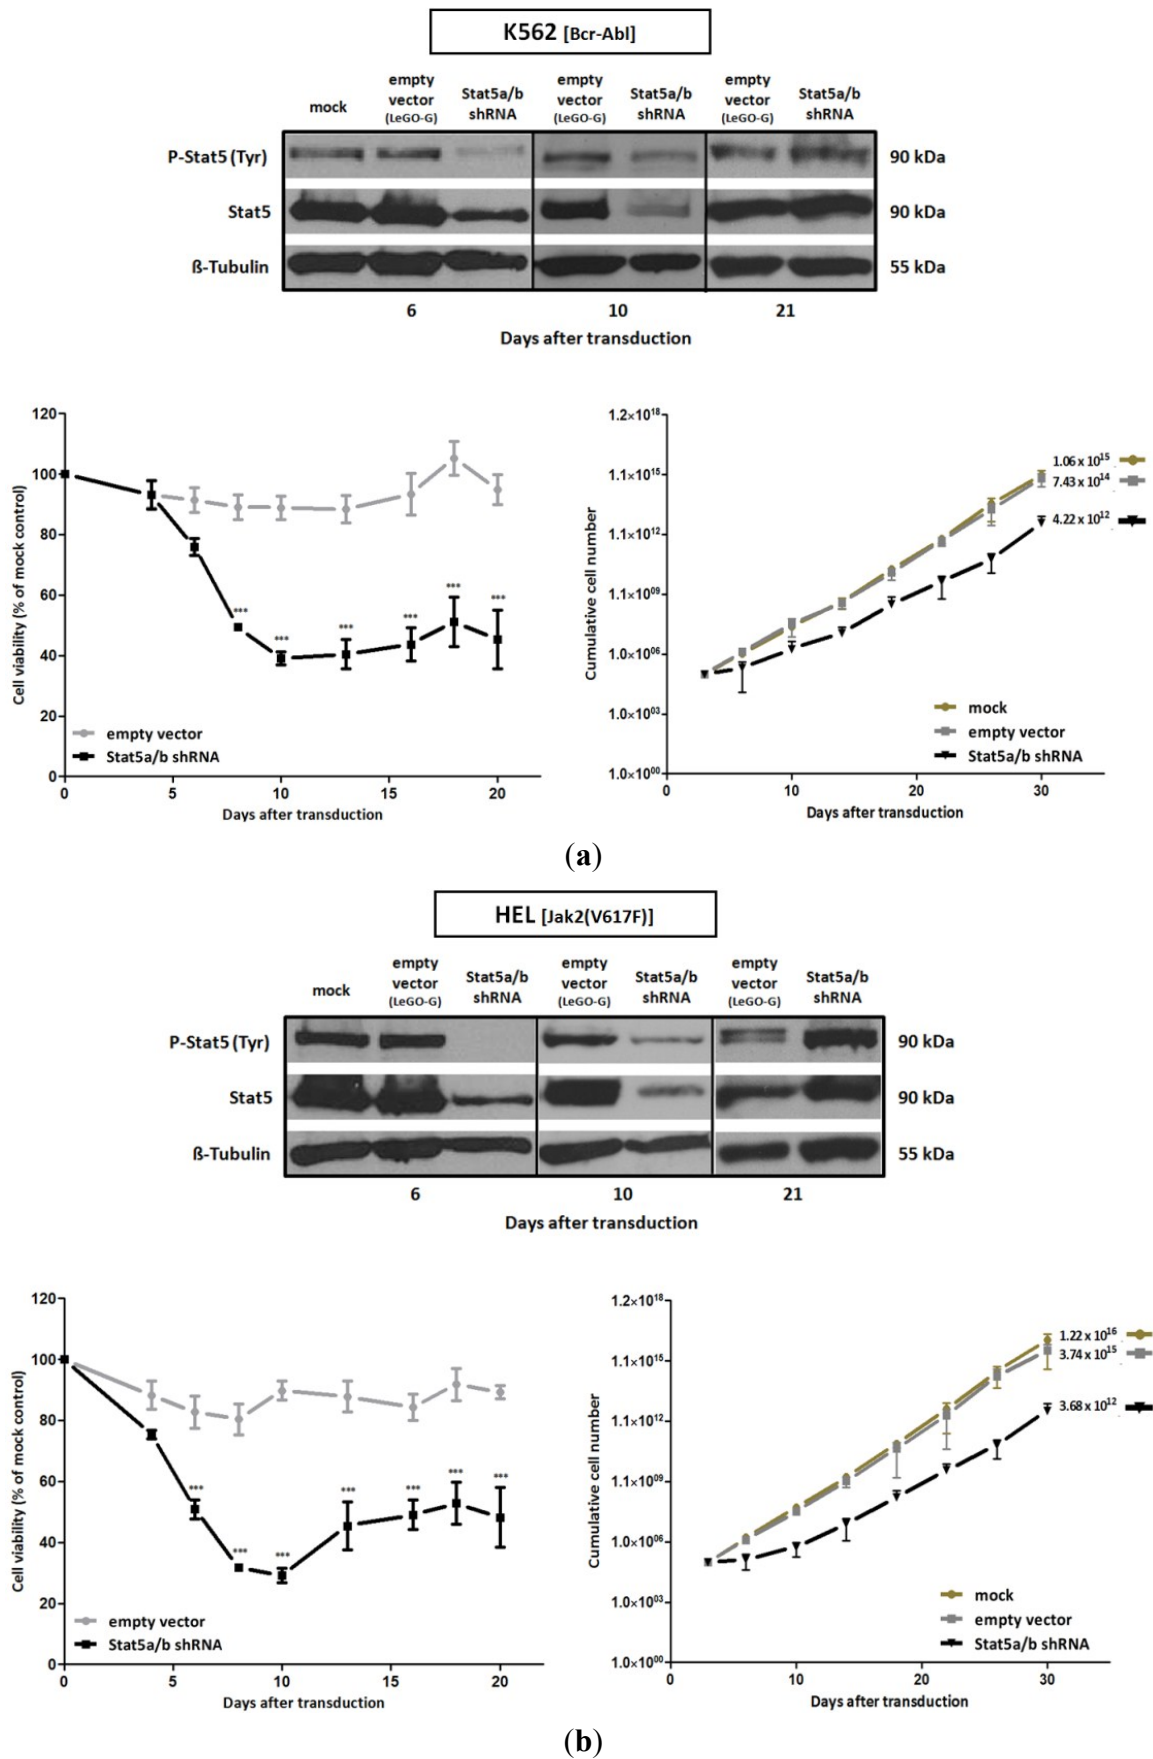 K562 [Bcr-Abl]
mock
empty vector (LeGO-G)
Stat5a/b shRNA
empty vector (LeGO-G)
Stat5a/b shRNA
empty vector (LeGO-G)
Stat5a/b shRNA
P-Stat5 (Tyr)
90 kDa
Stat5
90 kDa
ß-Tubulin
55 kDa
6
10
21
Days after transduction
Cell viability (% of mock control)
120
100
80
60
40
20
0
***
***
***
***
***
***
empty vector
Stat5a/b shRNA
0
5
10
15
20
Days after transduction
Cumulative cell number
1.2×10^18
1.1×10^15
1.1×10^12
1.1×10^09
1.0×10^06
1.0×10^03
1.0×10^00
1.06 x 10^15
7.43 x 10^14
4.22 x 10^12
mock
empty vector
Stat5a/b shRNA
0
10
20
30
Days after transduction
(a)
HEL [Jak2(V617F)]
mock
empty vector (LeGO-G)
Stat5a/b shRNA
empty vector (LeGO-G)
Stat5a/b shRNA
empty vector (LeGO-G)
Stat5a/b shRNA
P-Stat5 (Tyr)
90 kDa
Stat5
90 kDa
ß-Tubulin
55 kDa
6
10
21
Days after transduction
Cell viability (% of mock control)
120
100
80
60
40
20
0
***
***
***
***
***
***
***
empty vector
Stat5a/b shRNA
0
5
10
15
20
Days after transduction
Cumulative cell number
1.2×10^18
1.1×10^15
1.1×10^12
1.1×10^09
1.0×10^06
1.0×10^03
1.0×10^00
1.22 x 10^16
3.74 x 10^15
3.68 x 10^12
mock
empty vector
Stat5a/b shRNA
0
10
20
30
Days after transduction
(b)